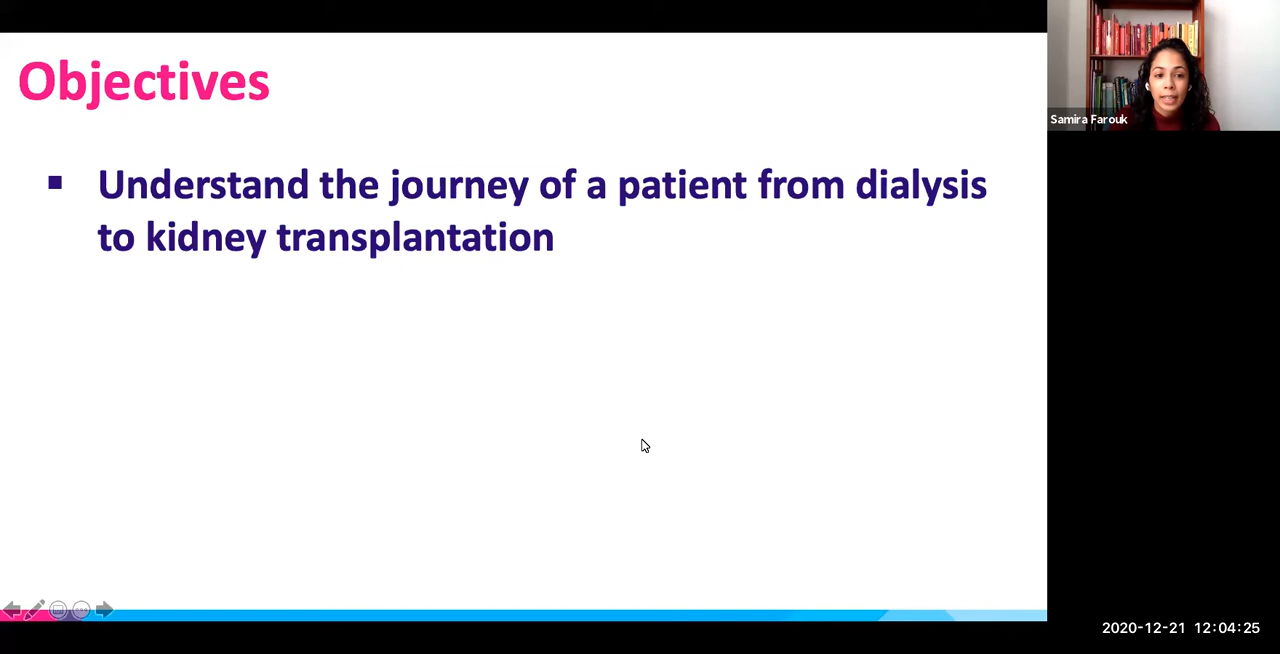 Objectives
▪ Understand the journey of a patient from dialysis
to kidney transplantation
Samira Farouk
2020-12-21 12:04:25